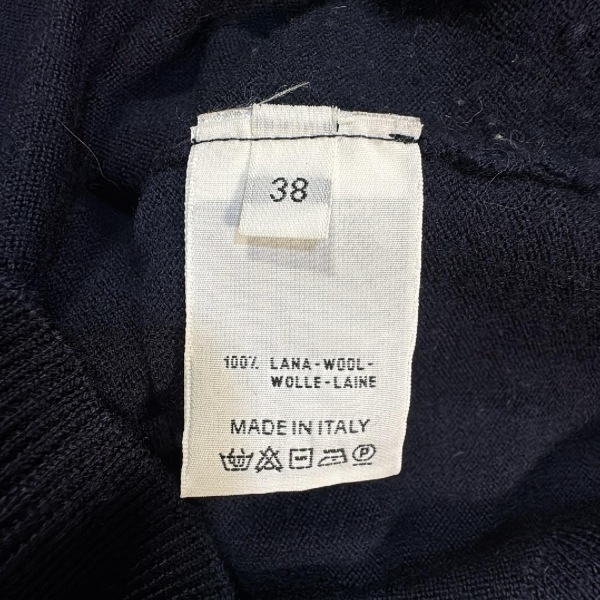 38
100% LANA-WOOL-
WOLLE-LAINE
MADE IN ITALY
P